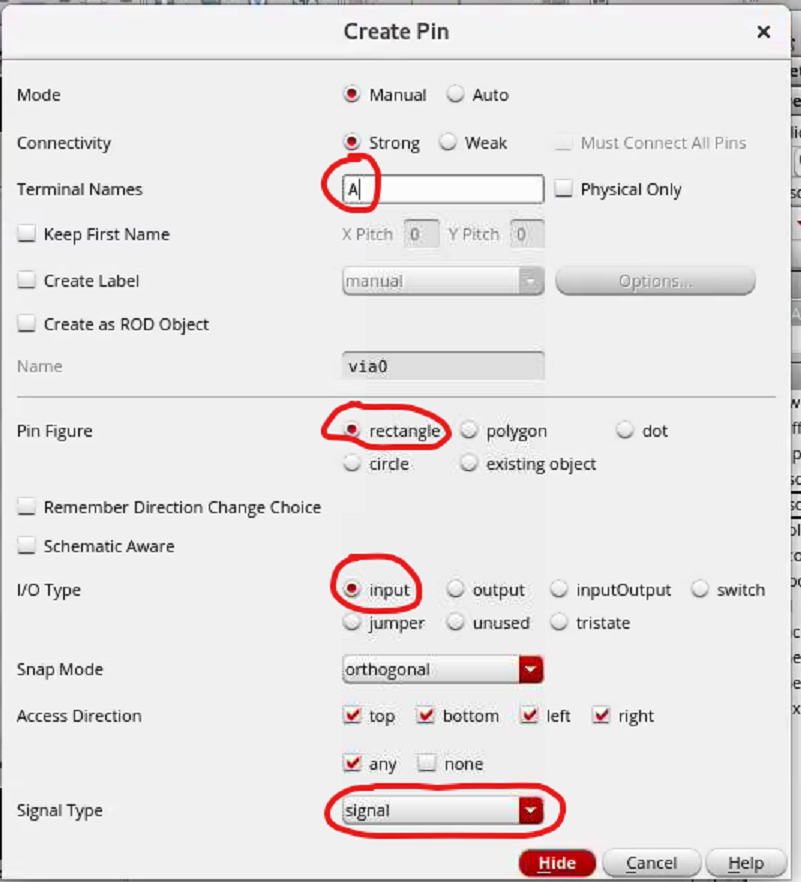 Create Pin
Mode Manual Auto
Connectivity Strong Weak Must Connect All Pins
Terminal Names A Physical Only
Keep First Name X Pitch 0 Y Pitch 0
Create Label manual Options...
Create as ROD Object
Name via0
Pin Figure rectangle polygon dot
circle existing object
Remember Direction Change Choice
Schematic Aware
I/O Type input output inputOutput switch
jumper unused tristate
Snap Mode orthogonal
Access Direction top bottom left right
any none
Signal Type signal
Hide Cancel Help